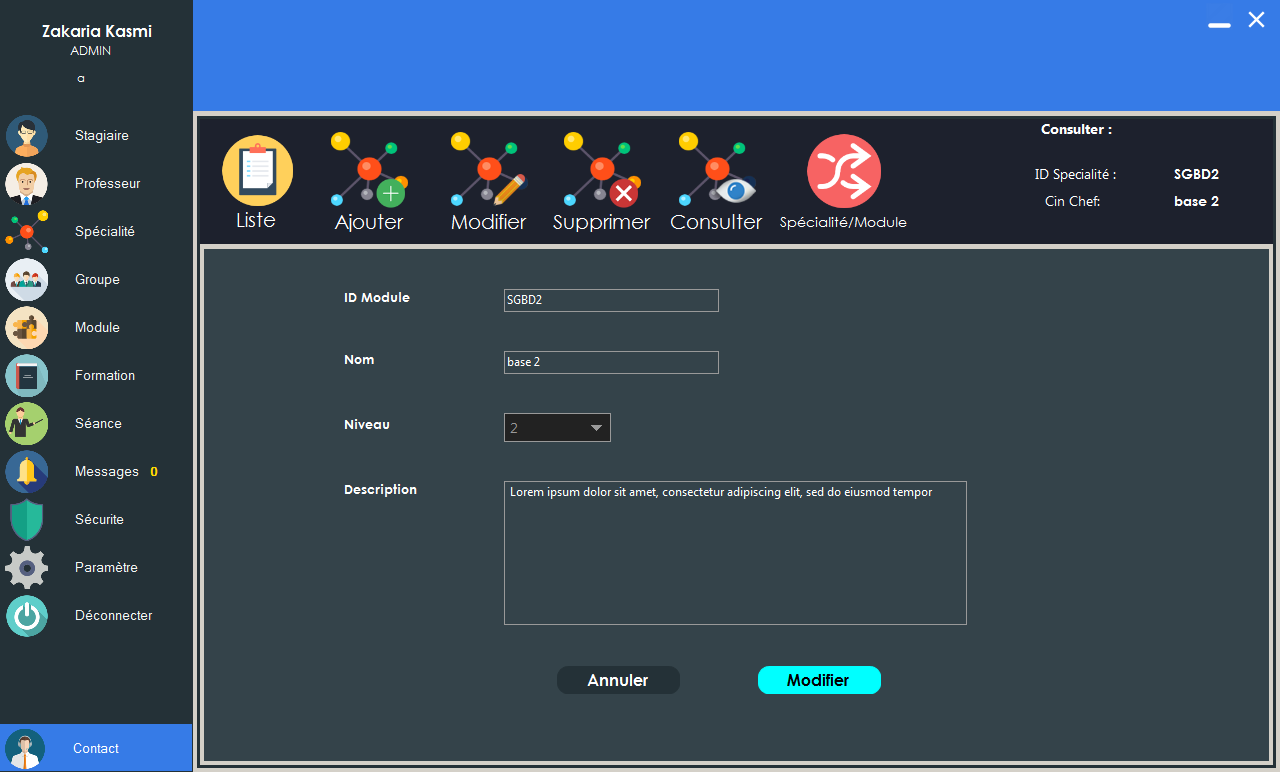 Zakaria Kasmi
ADMIN
a
Stagiaire
Professeur
Spécialité
Groupe
Module
Formation
Séance
Messages 0
Sécurite
Paramètre
Déconnecter
Contact
Liste
Ajouter
Modifier
Supprimer
Consulter
Spécialité/Module
Consulter :
ID Specialité : SGBD2
Cin Chef: base 2
ID Module SGBD2
Nom base 2
Niveau 2
Description Lorem ipsum dolor sit amet, consectetur adipiscing elit, sed do eiusmod tempor
Annuler Modifier